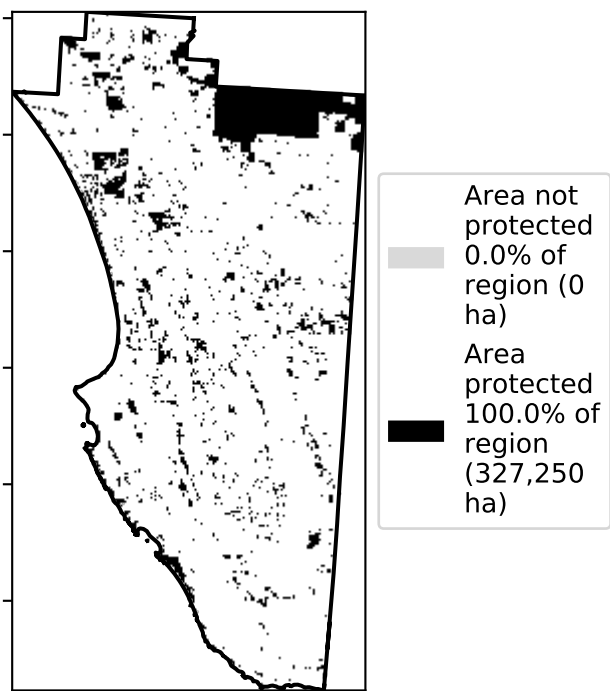 Area not
protected
0.0% of
region (0
ha)
Area
protected
100.0% of
region
(327,250
ha)